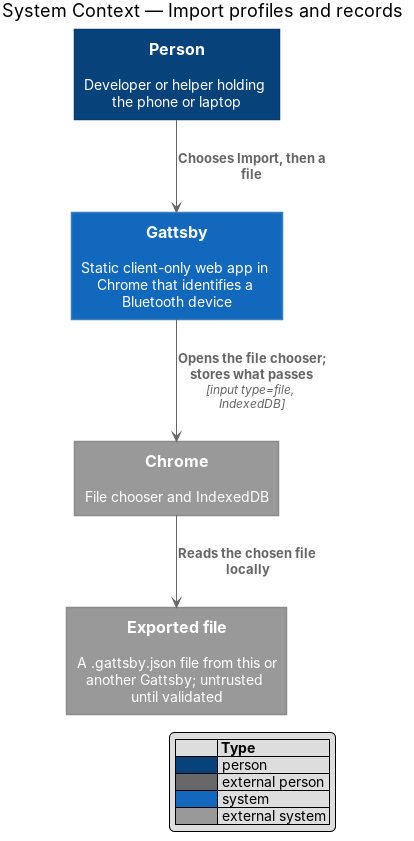 System Context — Import profiles and records
Person
Developer or helper holding
the phone or laptop
Chooses Import, then a
file
Gattsby
Static client-only web app in
Chrome that identifies a
Bluetooth device
Opens the file chooser;
stores what passes
[input type=file,
IndexedDB]
Chrome
File chooser and IndexedDB
Reads the chosen file
locally
Exported file
A .gattsby.json file from this or
another Gattsby; untrusted
until validated
Type
person
external person
system
external system